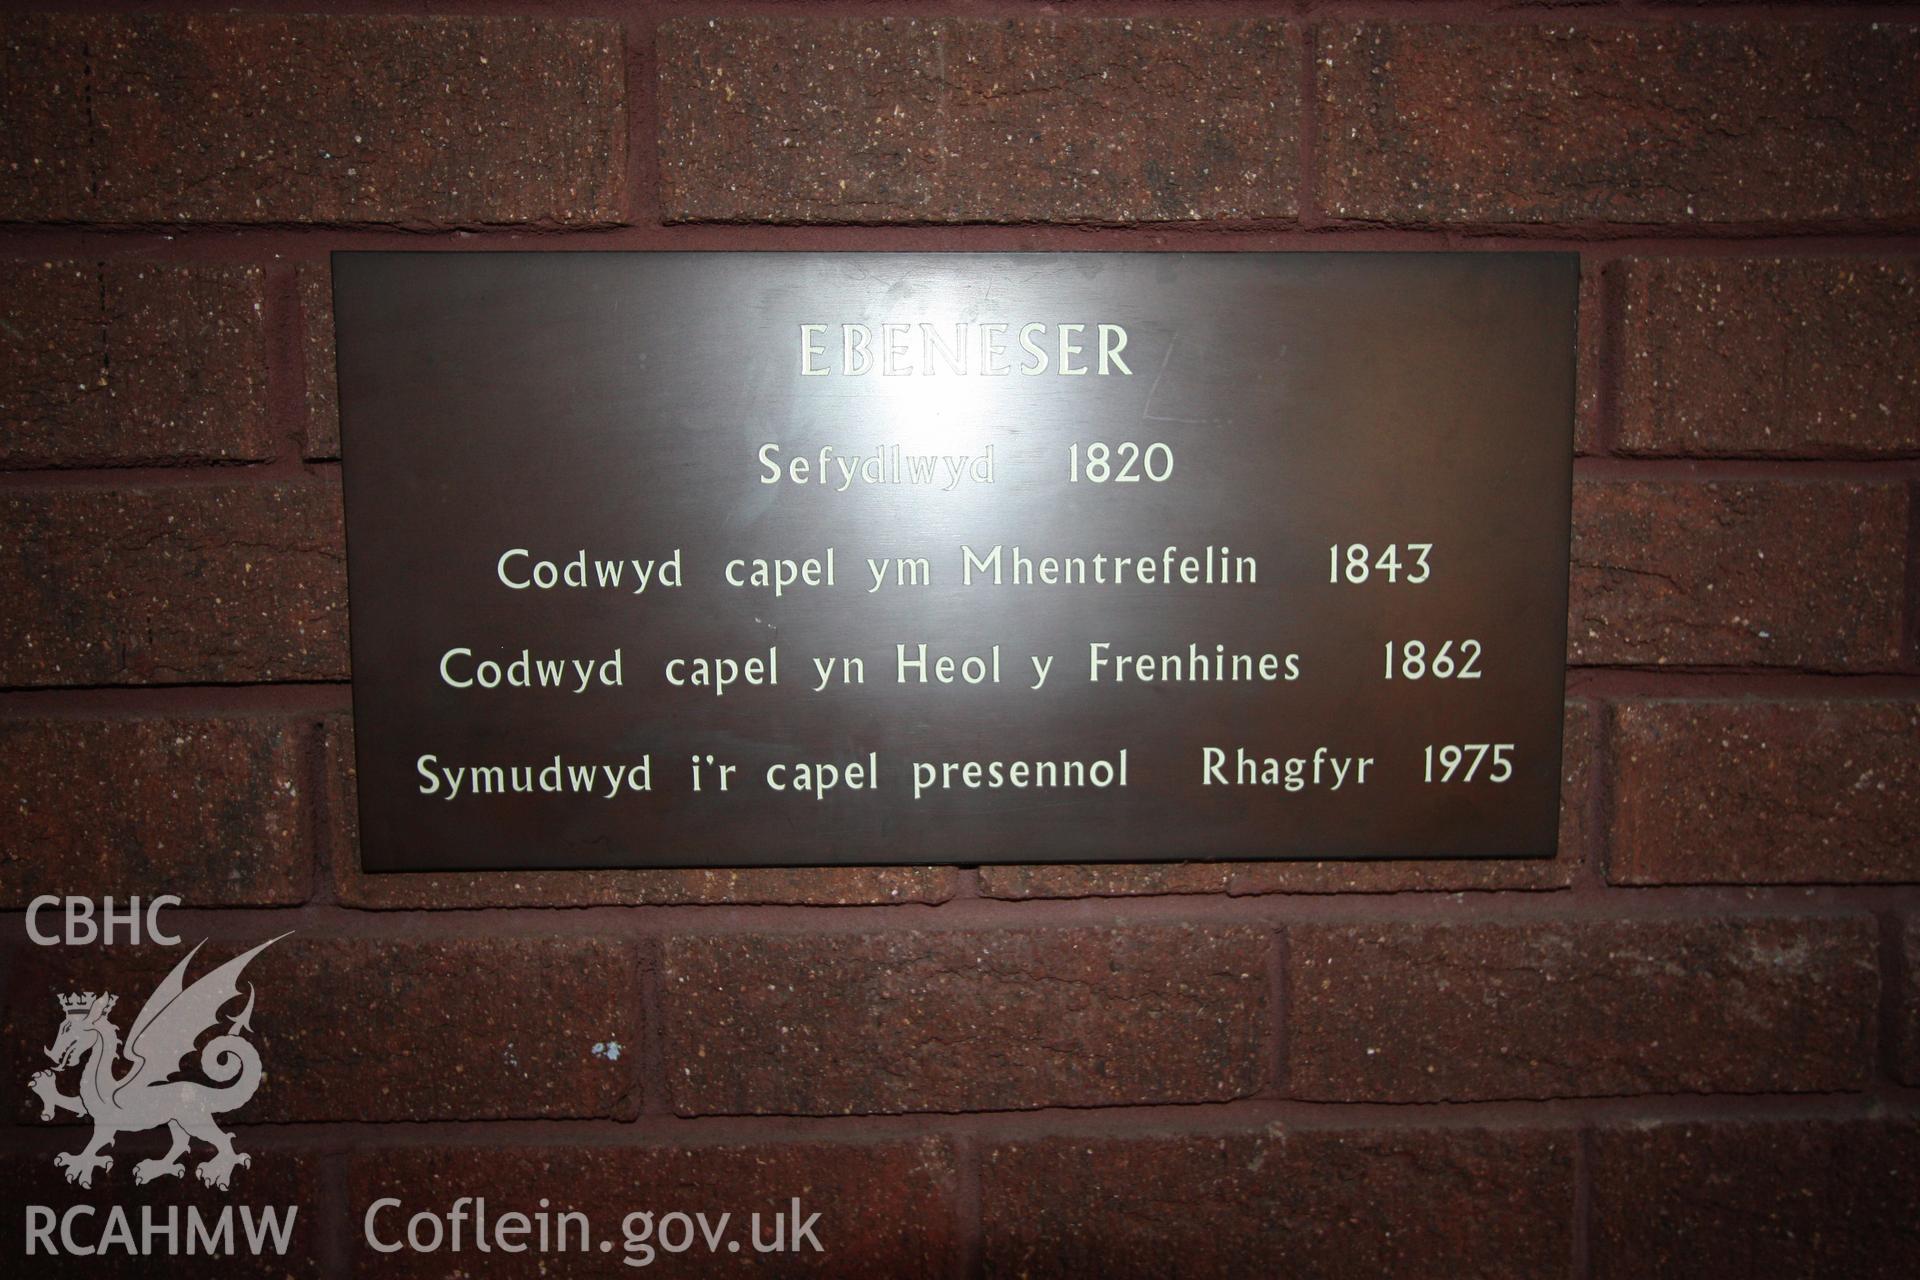 EBENESER
Sefydlwyd 1820
Codwyd capel ym Mhentrefelin 1843
Codwyd capel yn Heol y Frenhines 1862
Symudwyd i'r capel presennol Rhagfyr 1975
CBHC
RCAHMW
Coflein.gov.uk